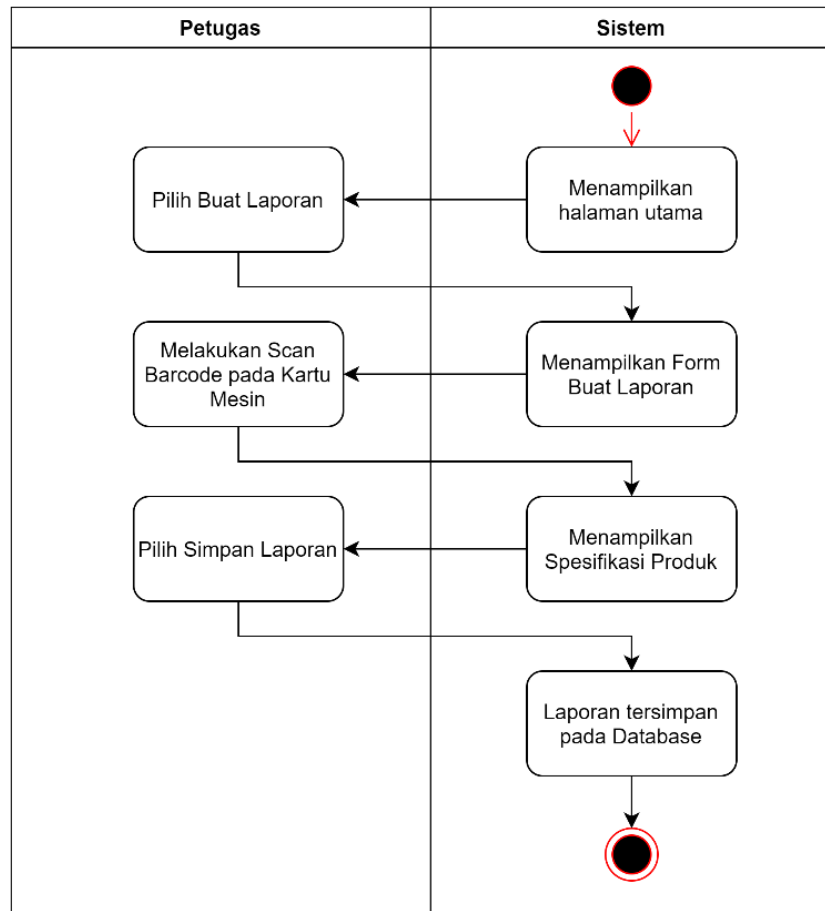 Petugas
Sistem
Pilih Buat Laporan
Menampilkan
halaman utama
Melakukan Scan
Barcode pada Kartu
Mesin
Menampilkan Form
Buat Laporan
Pilih Simpan Laporan
Menampilkan
Spesifikasi Produk
Laporan tersimpan
pada Database